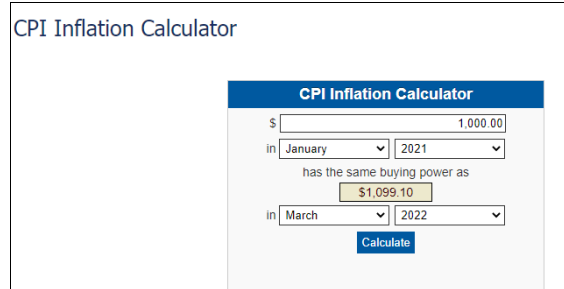 CPI Inflation Calculator
CPI Inflation Calculator
$ 1,000.00
in January 2021
has the same buying power as
$1,099.10
in March 2022
Calculate